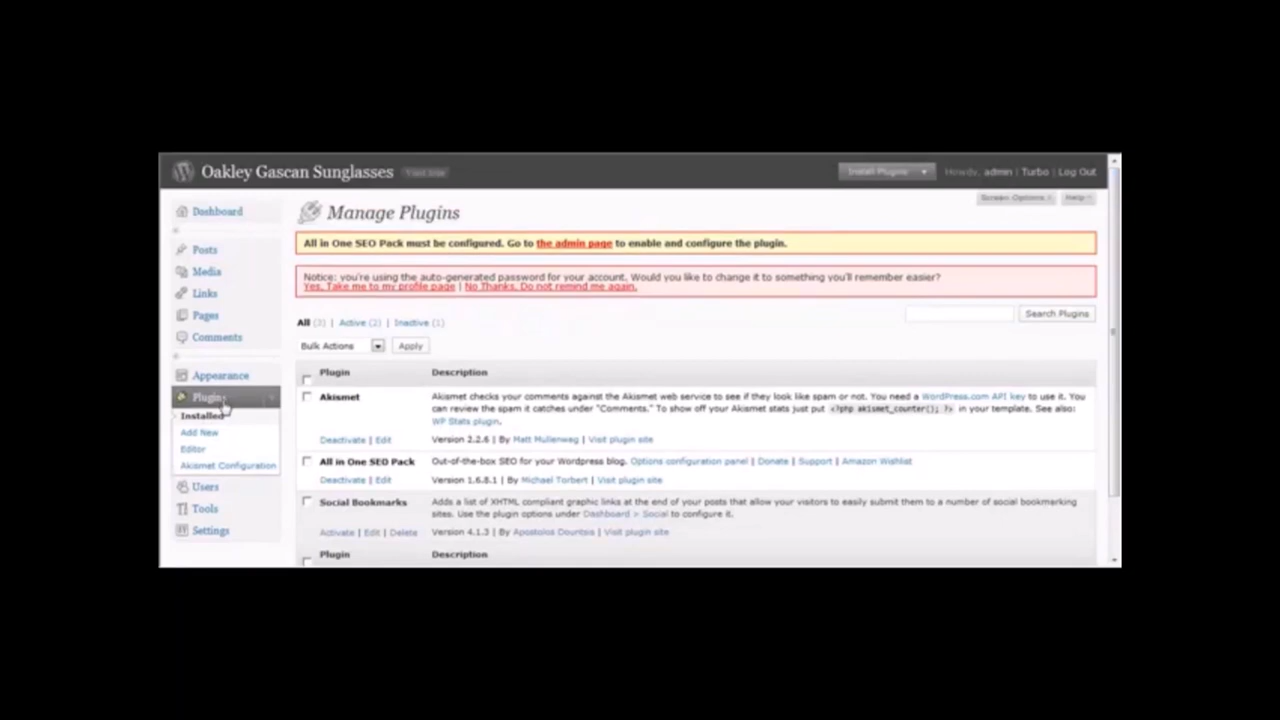 Oakley Gascan Sunglasses Visit Site
Install Plugins
Howdy, admin | Turbo | Log Out
Screen Options
Help
Dashboard
Posts
Media
Links
Pages
Comments
Appearance
Plugins
Installed
Add New
Editor
Akismet Configuration
Users
Tools
Settings
Manage Plugins
All in One SEO Pack must be configured. Go to the admin page to enable and configure the plugin.
Notice: you're using the auto-generated password for your account. Would you like to change it to something you'll remember easier?
Yes, Take me to my profile page | No Thanks, Do not remind me again.
All (3) | Active (2) | Inactive (1)
Search Plugins
Bulk Actions
Apply
Plugin Description
Akismet
Akismet checks your comments against the Akismet web service to see if they look like spam or not. You need a WordPress.com API key to use it. You
can review the spam it catches under "Comments." To show off your Akismet stats just put <?php akismet_counter(); ?> in your template. See also:
WP Stats plugin.
Deactivate | Edit
Version 2.2.6 | By Matt Mullenweg | Visit plugin site
All in One SEO Pack
Out-of-the-box SEO for your Wordpress blog. Options configuration panel | Donate | Support | Amazon Wishlist
Deactivate | Edit
Version 1.6.8.1 | By Michael Torbert | Visit plugin site
Social Bookmarks
Adds a list of XHTML compliant graphic links at the end of your posts that allow your visitors to easily submit them to a number of social bookmarking
sites. Use the plugin options under Dashboard > Social to configure it.
Activate | Edit | Delete
Version 4.1.3 | By Apostolos Dountsis | Visit plugin site
Plugin Description